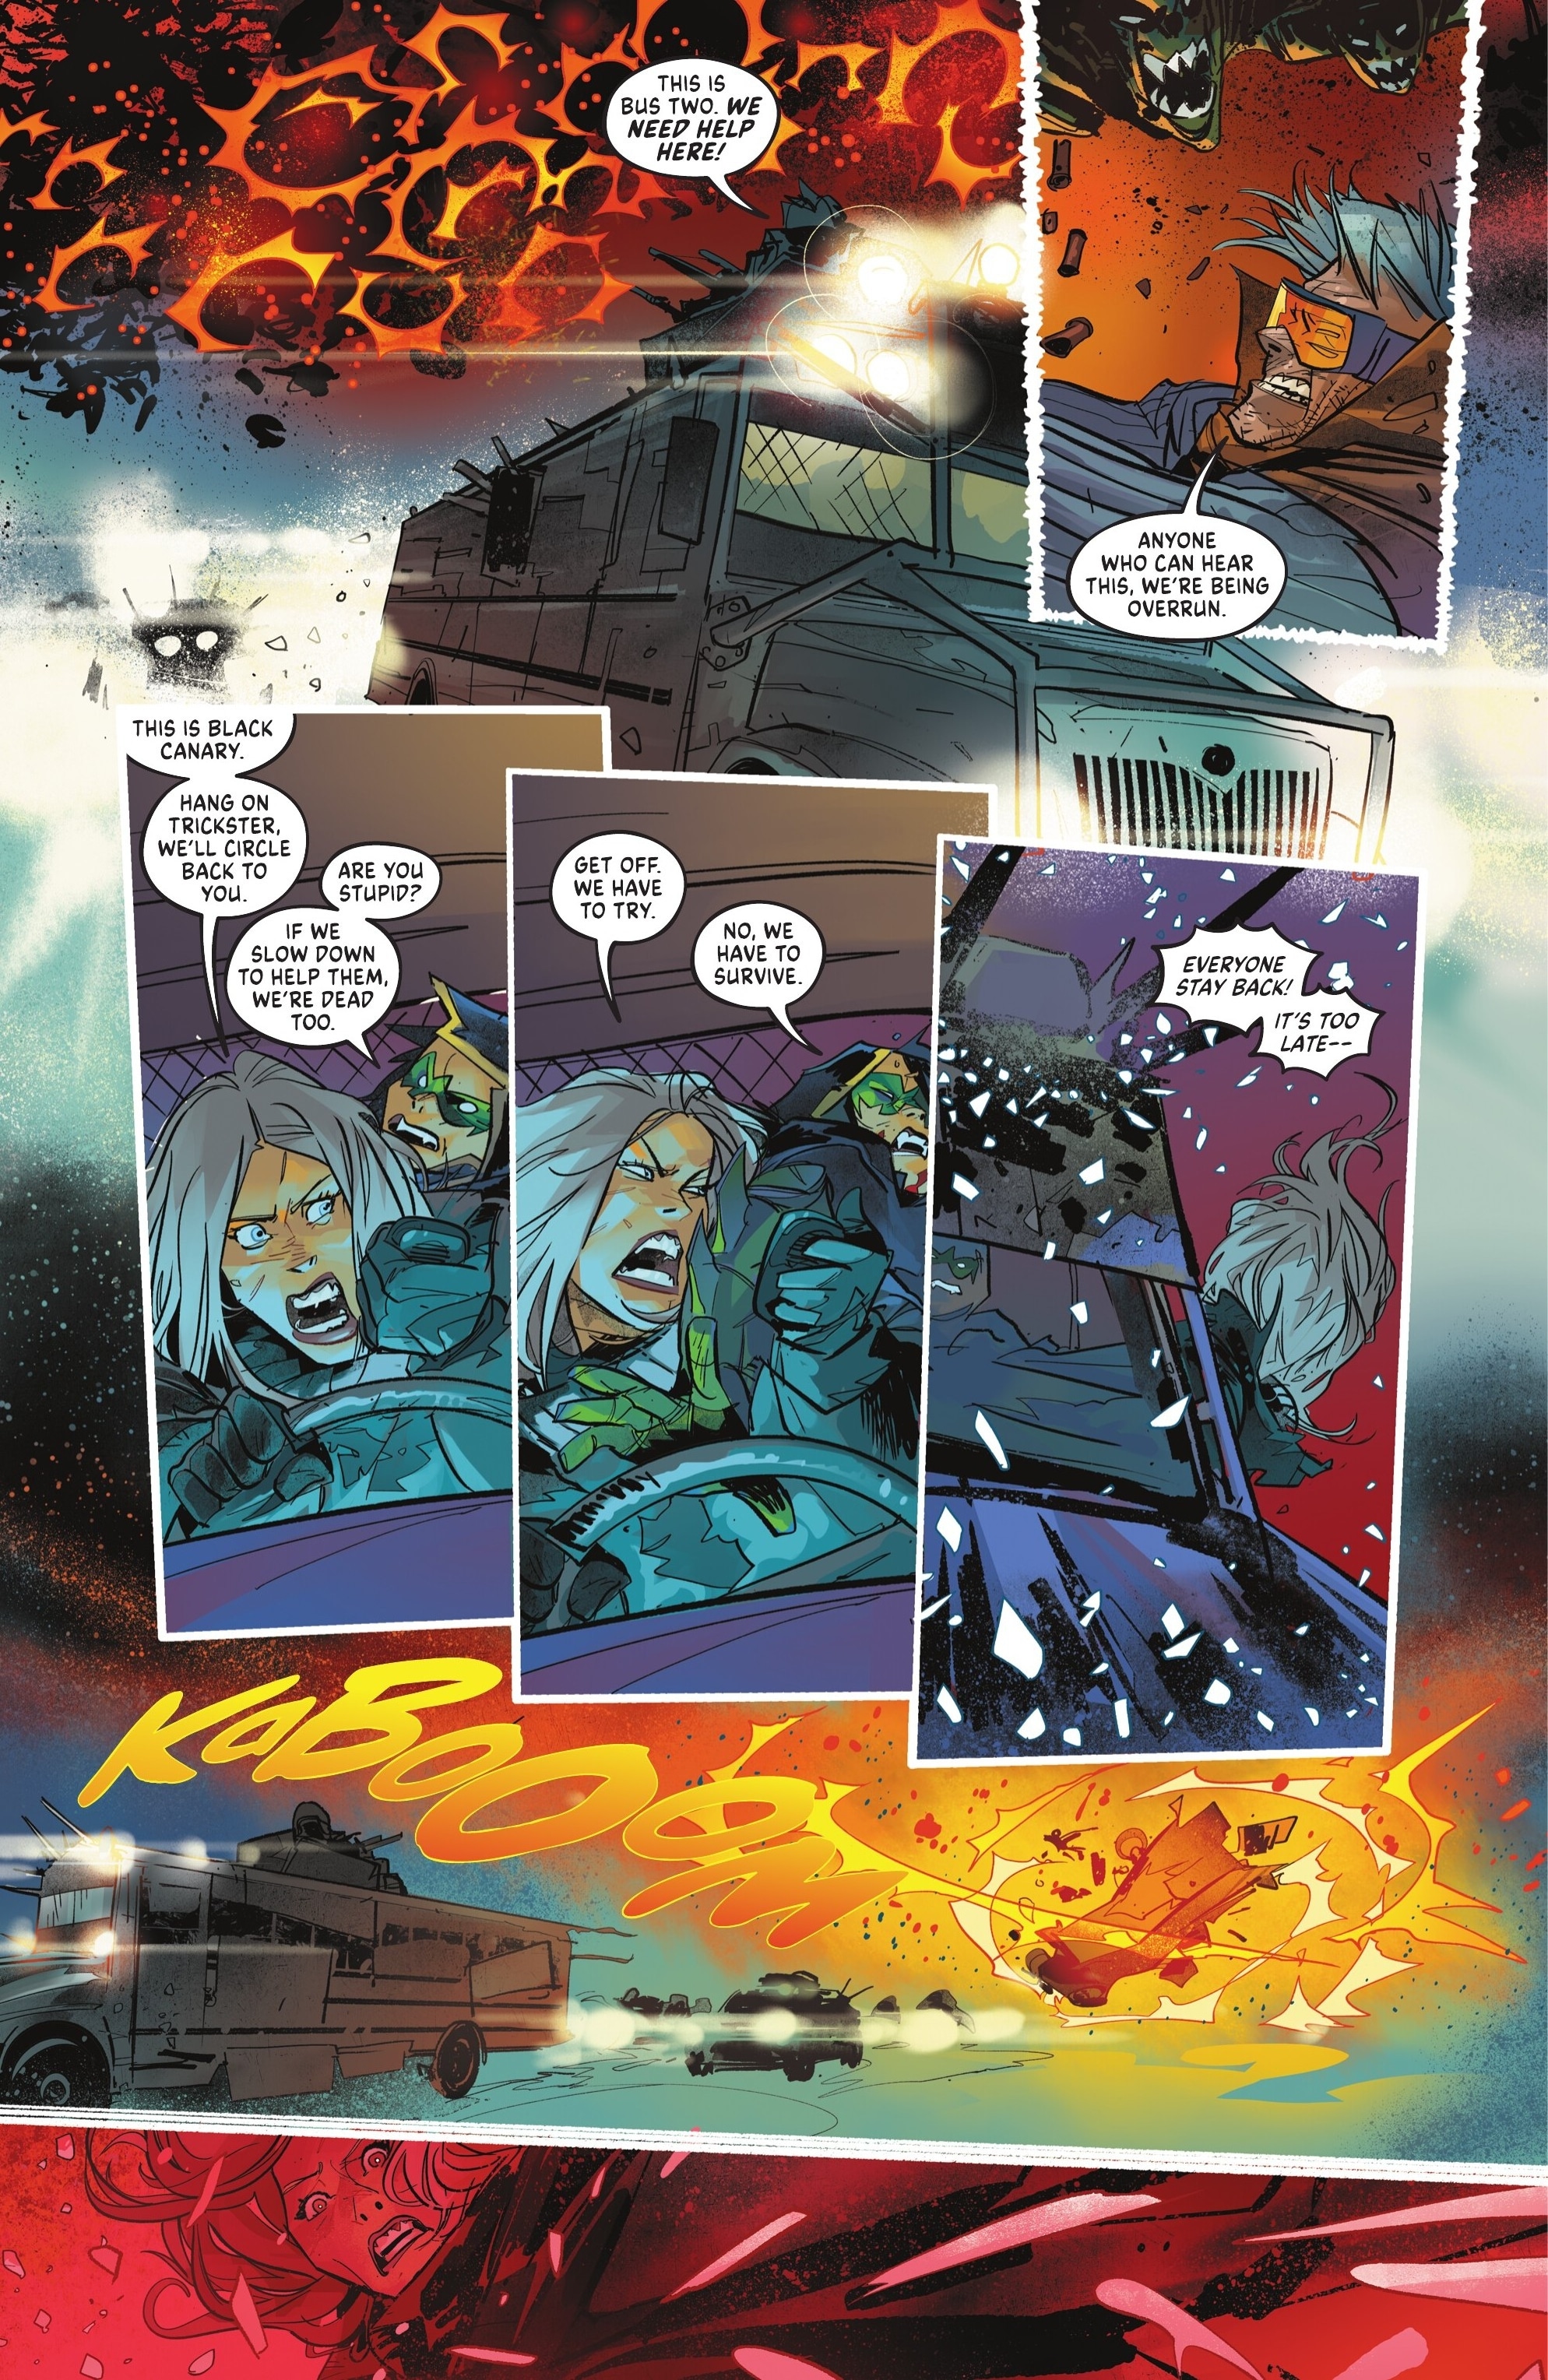 THIS IS
BUS TWO. WE
NEED HELP
HERE!
ANYONE
WHO CAN HEAR
THIS, WE'RE BEING
OVERRUN.
THIS IS BLACK
CANARY.
HANG ON
TRICKSTER,
WE'LL CIRCLE
BACK TO
YOU.
ARE YOU
STUPID?
IF WE
SLOW DOWN
TO HELP THEM,
WE'RE DEAD
TOO.
GET OFF.
WE HAVE
TO TRY.
NO, WE
HAVE TO
SURVIVE.
EVERYONE
STAY BACK!
IT'S TOO
LATE--
KABOOOM